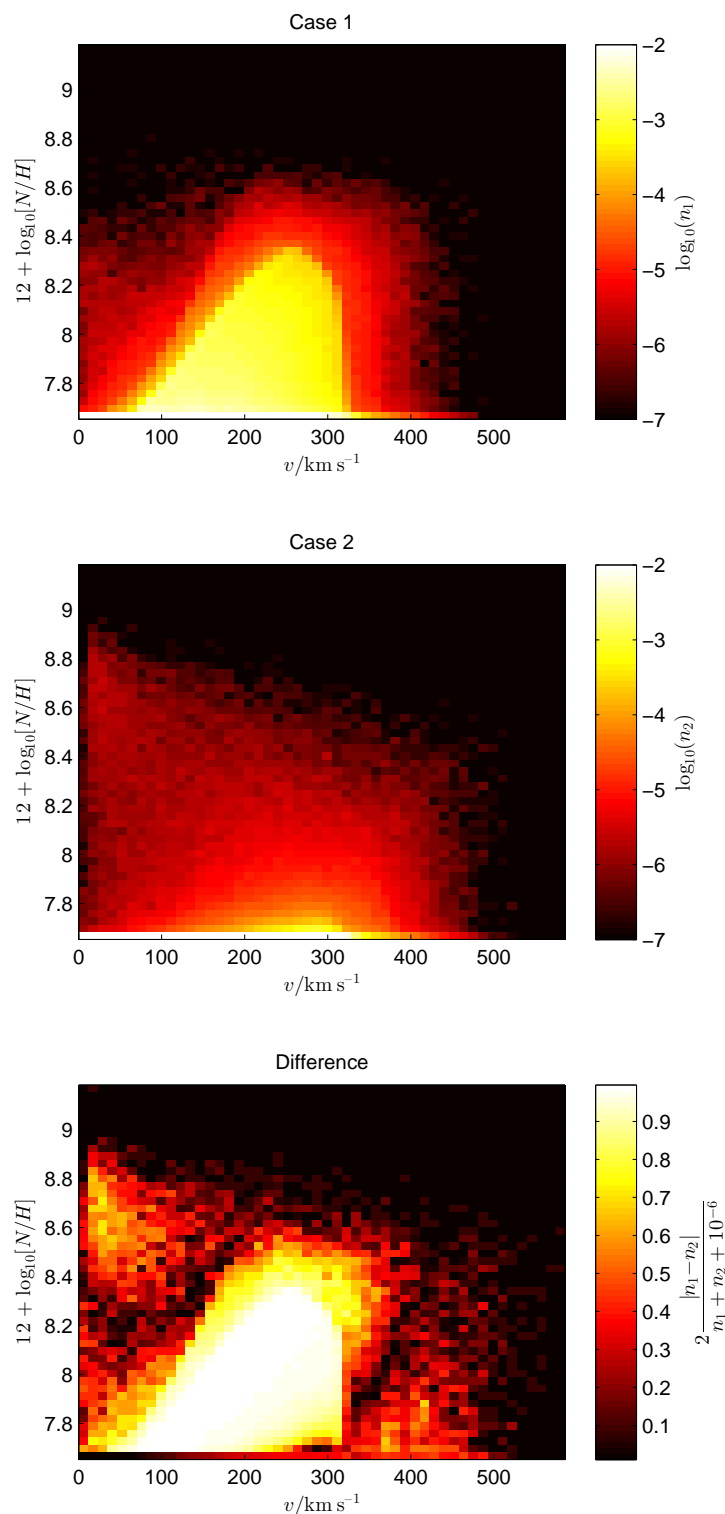 Case 1
12 + log₁₀[N/H]
9
8.8
8.6
8.4
8.2
8
7.8
0 100 200 300 400 500
v/km s⁻¹
−2
−3
−4
−5
−6
−7
log₁₀(n₁)
Case 2
12 + log₁₀[N/H]
9
8.8
8.6
8.4
8.2
8
7.8
0 100 200 300 400 500
v/km s⁻¹
−2
−3
−4
−5
−6
−7
log₁₀(n₂)
Difference
12 + log₁₀[N/H]
9
8.8
8.6
8.4
8.2
8
7.8
0 100 200 300 400 500
v/km s⁻¹
0.9
0.8
0.7
0.6
0.5
0.4
0.3
0.2
0.1
2 |n₁−n₂| / n₁ + n₂ + 10⁻⁶